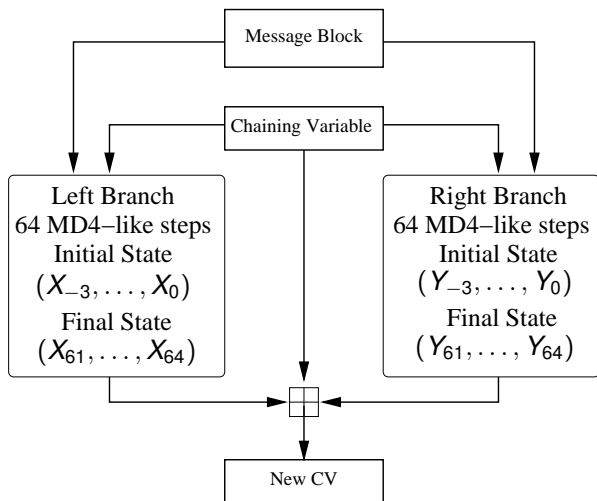 Message Block
Chaining Variable
Left Branch
64 MD4−like steps
Initial State
(X₋₃, . . . , X₀)
Final State
(X₆₁, . . . , X₆₄)
Right Branch
64 MD4−like steps
Initial State
(Y₋₃, . . . , Y₀)
Final State
(Y₆₁, . . . , Y₆₄)
New CV